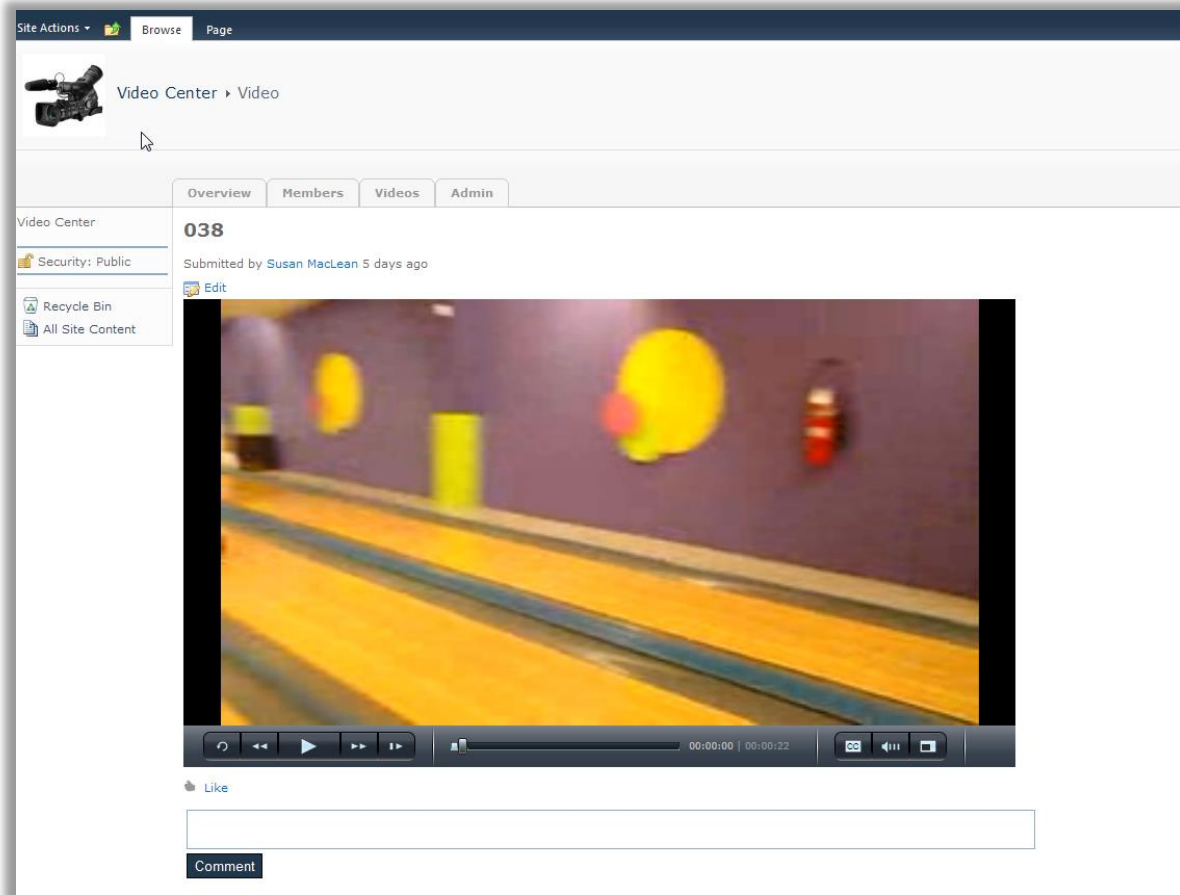 Site Actions Browse Page
Video Center Video
Overview Members Videos Admin
Video Center
Security: Public
Recycle Bin
All Site Content
038
Submitted by Susan MacLean 5 days ago
Edit
00:00:00 | 00:00:22 CC
Like
Comment